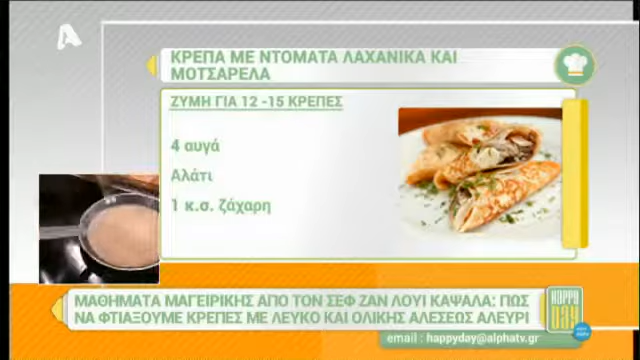 ΚΡΕΠΑ ΜΕ ΝΤΟΜΑΤΑ ΛΑΧΑΝΙΚΑ ΚΑΙ
ΜΟΤΣΑΡΕΛΑ
ΖΥΜΗ ΓΙΑ 12 -15 ΚΡΕΠΕΣ
4 αυγά
Αλάτι
1 κ.σ. ζάχαρη
ΜΑΘΗΜΑΤΑ ΜΑΓΕΙΡΙΚΗΣ ΑΠΟ ΤΟΝ ΣΕΦ ΖΑΝ ΛΟΥΙ ΚΑΨΑΛΑ: ΠΩΣ
ΝΑ ΦΤΙΑΞΟΥΜΕ ΚΡΕΠΕΣ ΜΕ ΛΕΥΚΟ ΚΑΙ ΟΛΙΚΗΣ ΑΛΕΣΕΩΣ ΑΛΕΥΡΙ
HAPPY
DAY
email : happyday@alphatv.gr